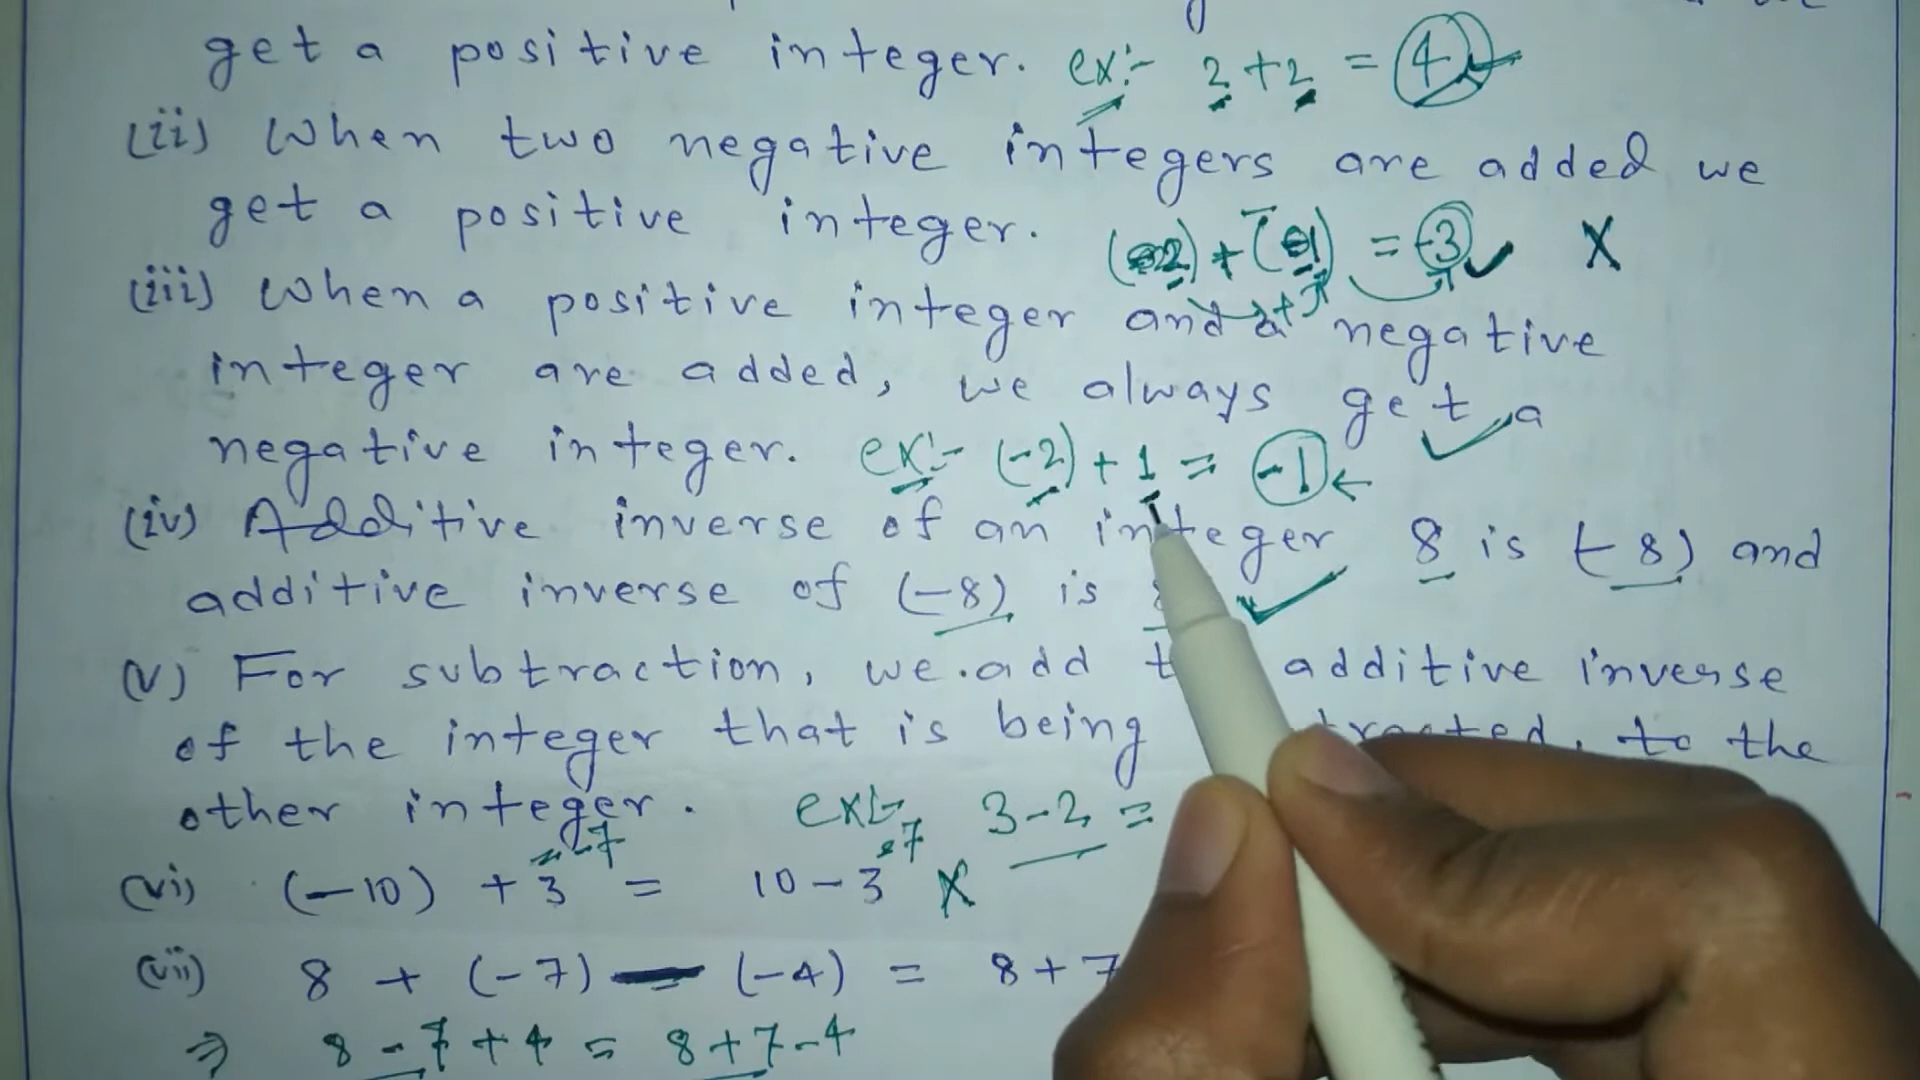 get a positive integer. ex:- 2 + 2 = 4
(ii) When two negative integers are added we
get a positive integer. (-2) + (-1) = -3 X
(iii) When a positive integer and a negative
integer are added, we always get a
negative integer. ex:- (-2) + 1 = -1
(iv) Additive inverse of an integer 8 is (-8) and
additive inverse of (-8) is
(v) For subtraction, we add additive inverse
of the integer that is being to the
other integer. ex:- 3-2 =
-7 -7
(vi) (-10) + 3 = 10 - 3 X
(vii) 8 + (-7) — (-4) = 8 + 7
⇒ 8 - 7 + 4 = 8 + 7 - 4